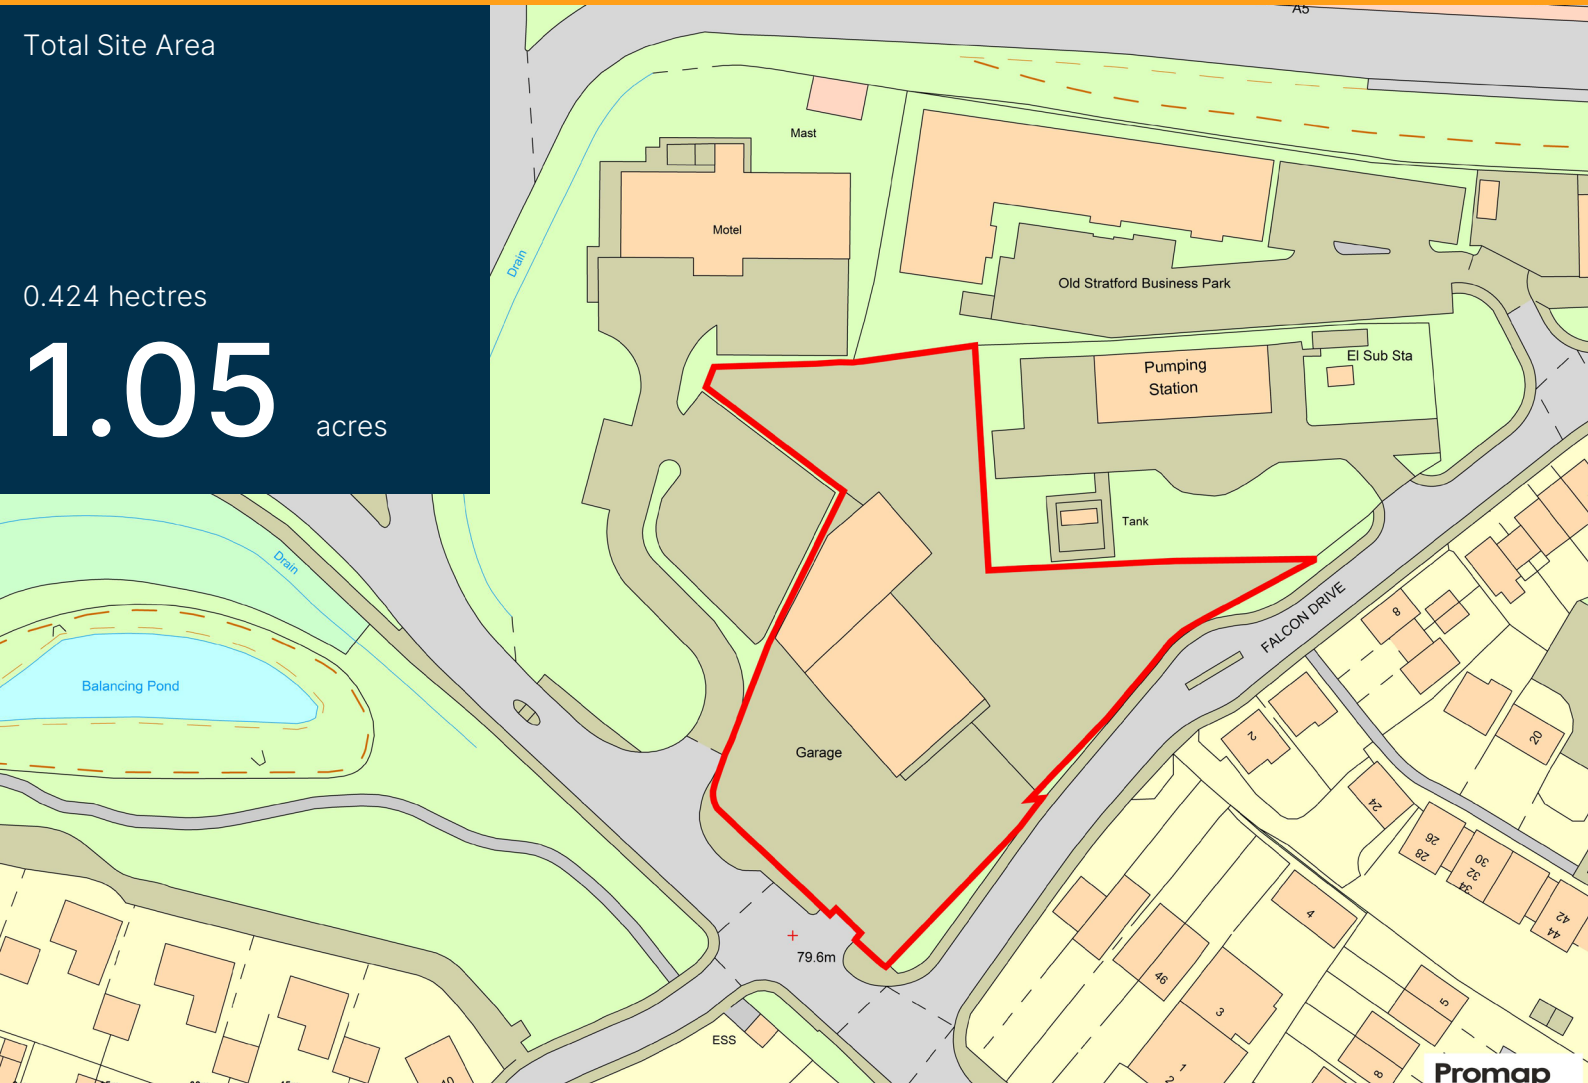 Total Site Area
0.424 hectres
1.05 acres
A5
Mast
Motel
Drain
Old Stratford Business Park
El Sub Sta
Pumping
Station
Tank
Drain
FALCON DRIVE
8
Balancing Pond
2
20
Garage
24
26
28
30
32
34
42
44
4
79.6m
46
5
3
ESS
1
2
8
Promap